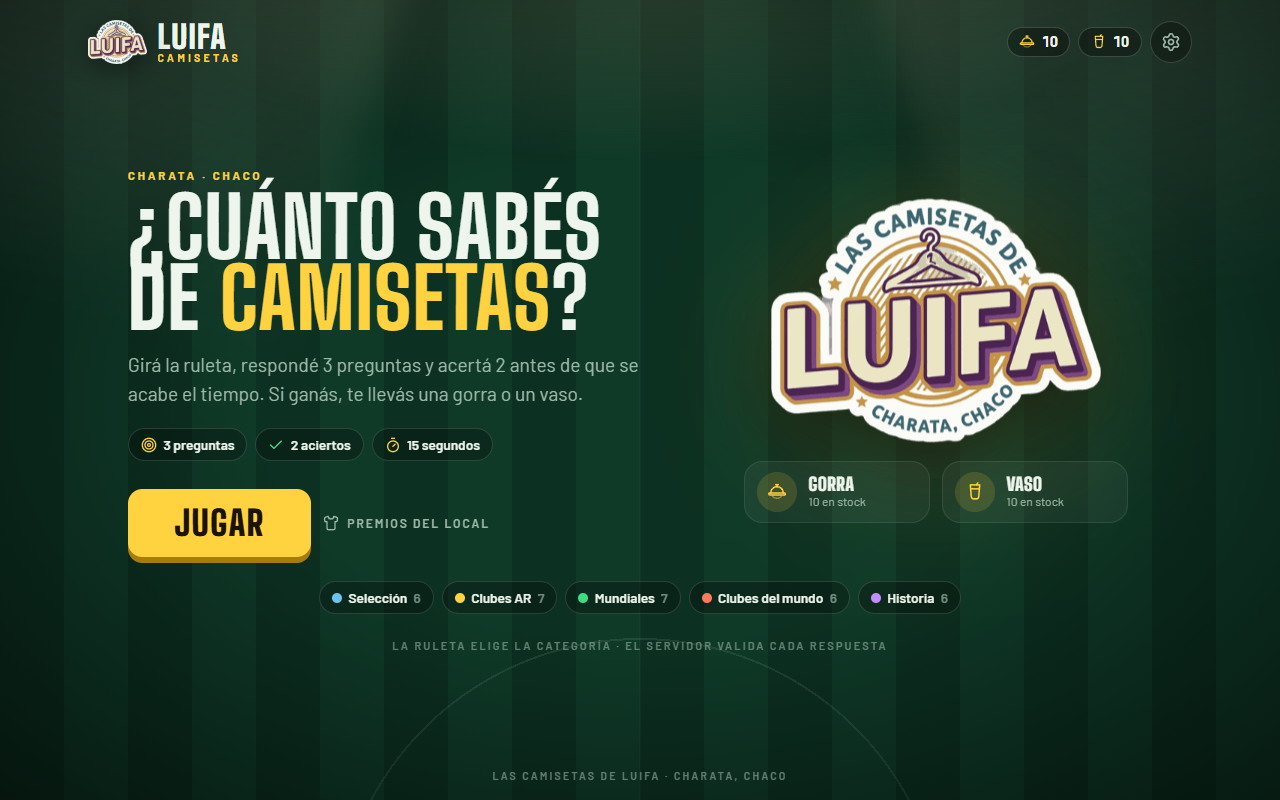 LAS CAMISETAS DE
LUIFA
CHARATA, CHACO
LUIFA
CAMISETAS
10
10
CHARATA · CHACO
¿CUÁNTO SABÉS
DE CAMISETAS?
Girá la ruleta, respondé 3 preguntas y acertá 2 antes de que se
acabe el tiempo. Si ganás, te llevás una gorra o un vaso.
3 preguntas
2 aciertos
15 segundos
JUGAR
PREMIOS DEL LOCAL
LAS CAMISETAS DE
LUIFA
CHARATA, CHACO
GORRA
10 en stock
VASO
10 en stock
Selección 6
Clubes AR 7
Mundiales 7
Clubes del mundo 6
Historia 6
LA RULETA ELIGE LA CATEGORÍA · EL SERVIDOR VALIDA CADA RESPUESTA
LAS CAMISETAS DE LUIFA · CHARATA, CHACO